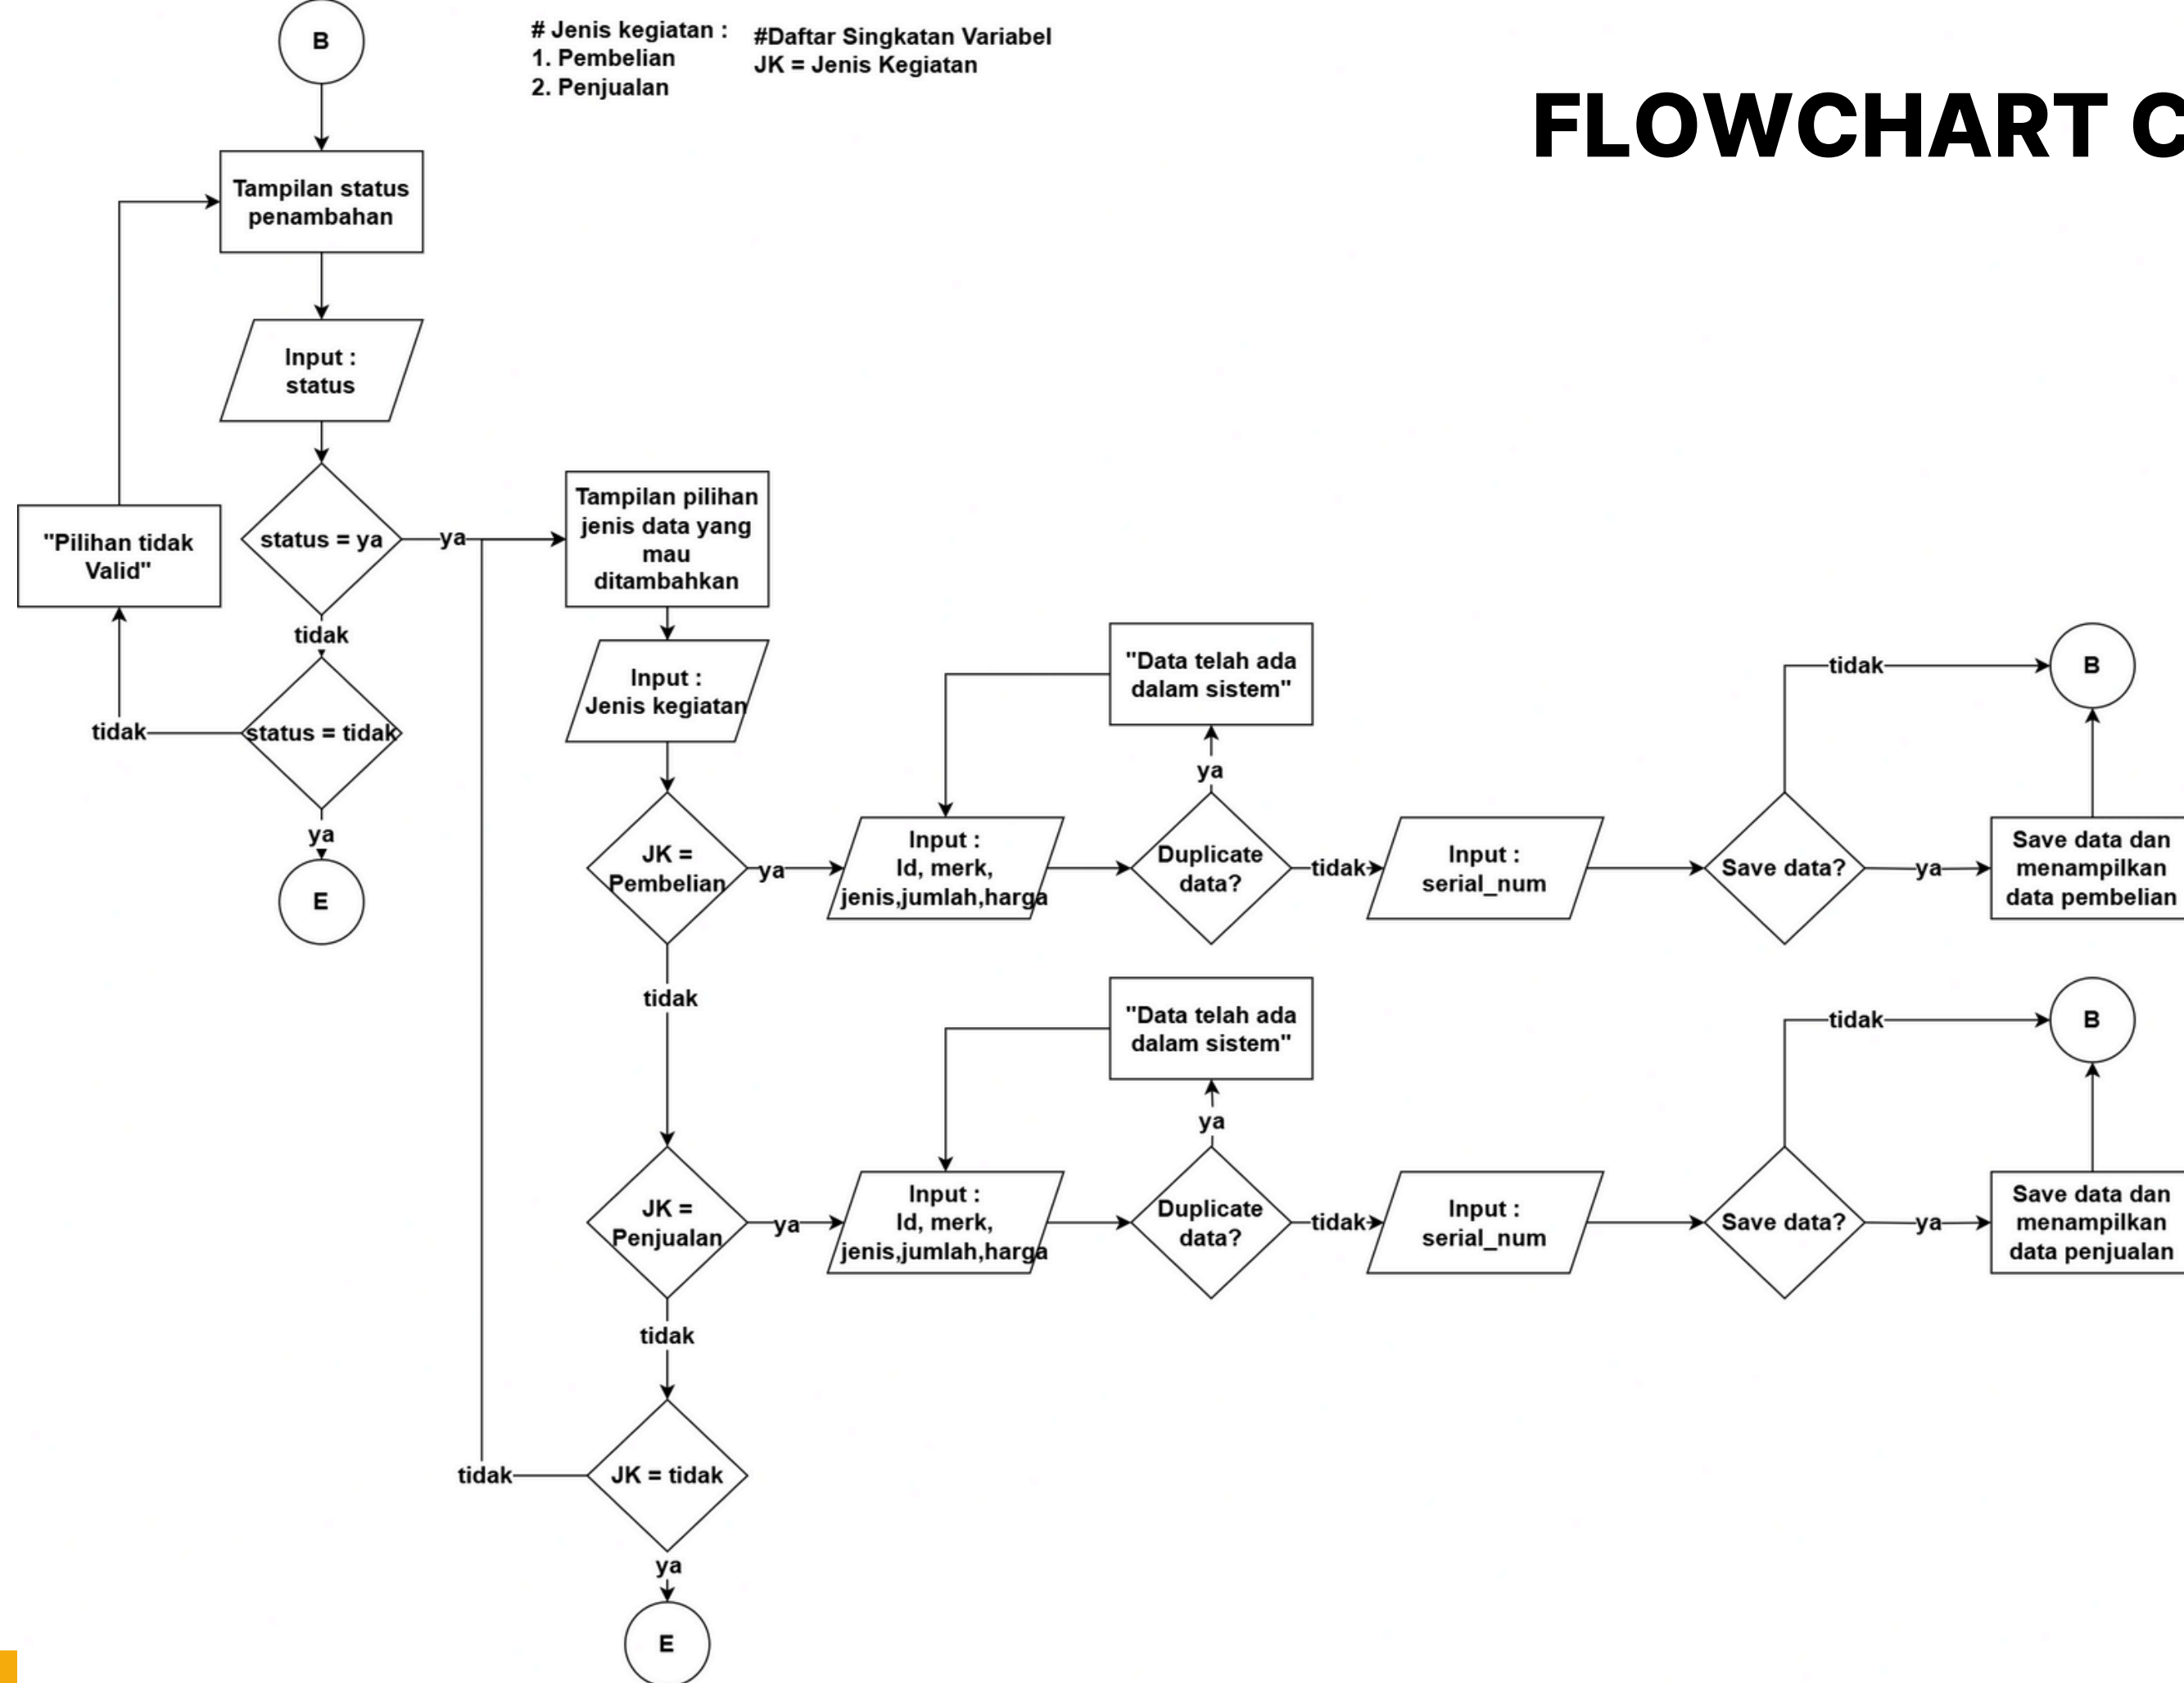 B
# Jenis kegiatan :
1. Pembelian
2. Penjualan
#Daftar Singkatan Variabel
JK = Jenis Kegiatan
FLOWCHART C
Tampilan status
penambahan
Input :
status
status = ya
ya
"Pilihan tidak
Valid"
tidak
status = tidak
tidak
ya
E
Tampilan pilihan
jenis data yang
mau
ditambahkan
Input :
Jenis kegiatan
JK =
Pembelian
ya
Input :
Id, merk,
jenis,jumlah,harga
"Data telah ada
dalam sistem"
ya
Duplicate
data?
tidak
Input :
serial_num
Save data?
tidak
B
ya
Save data dan
menampilkan
data pembelian
tidak
JK =
Penjualan
ya
Input :
Id, merk,
jenis,jumlah,harga
"Data telah ada
dalam sistem"
ya
Duplicate
data?
tidak
Input :
serial_num
Save data?
tidak
B
ya
Save data dan
menampilkan
data penjualan
tidak
JK = tidak
tidak
ya
E